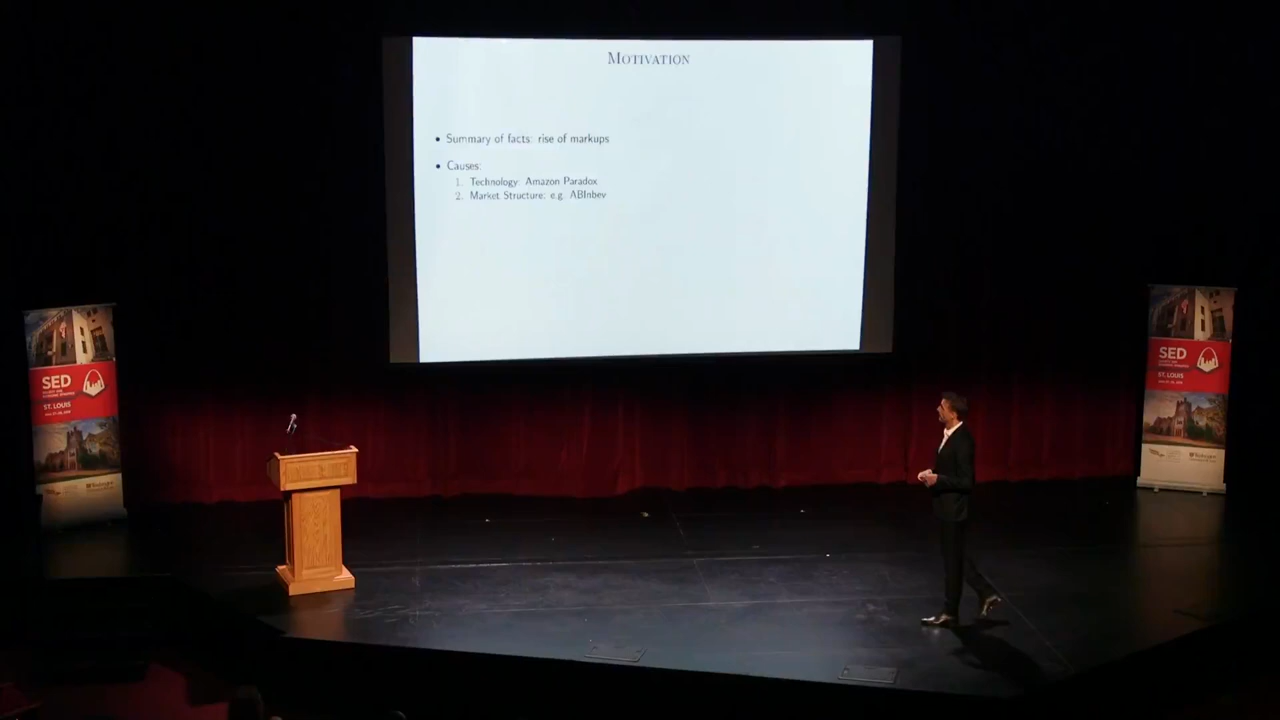 MOTIVATION
• Summary of facts: rise of markups
• Causes:
1. Technology: Amazon Paradox
2. Market Structure: e.g. ABInbev
SED
ST. LOUIS
SED
ST. LOUIS